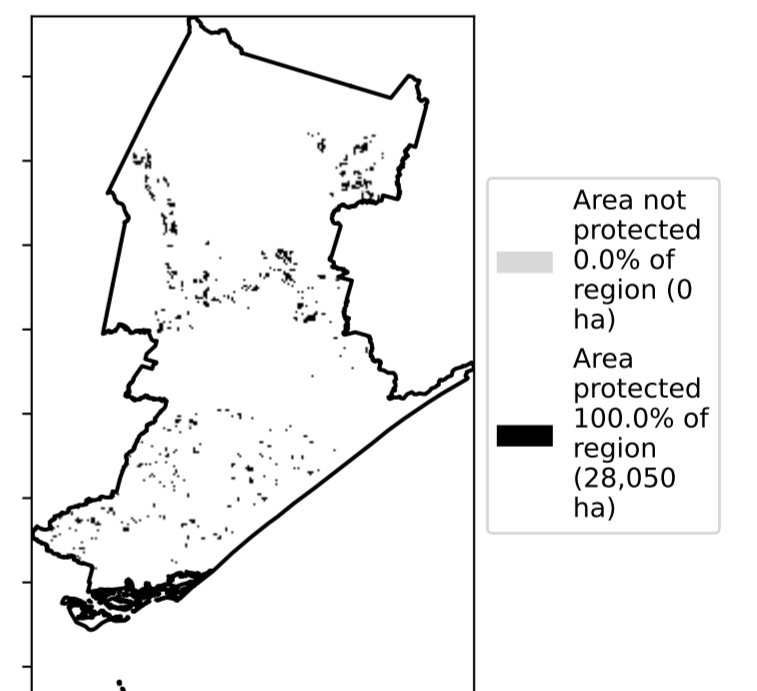 Area not
protected
0.0% of
region (0
ha)
Area
protected
100.0% of
region
(28,050
ha)